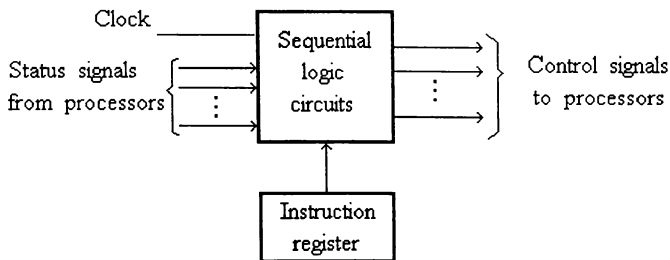 Clock
Status signals
from processors
Sequential
logic
circuits
Control signals
to processors
Instruction
register